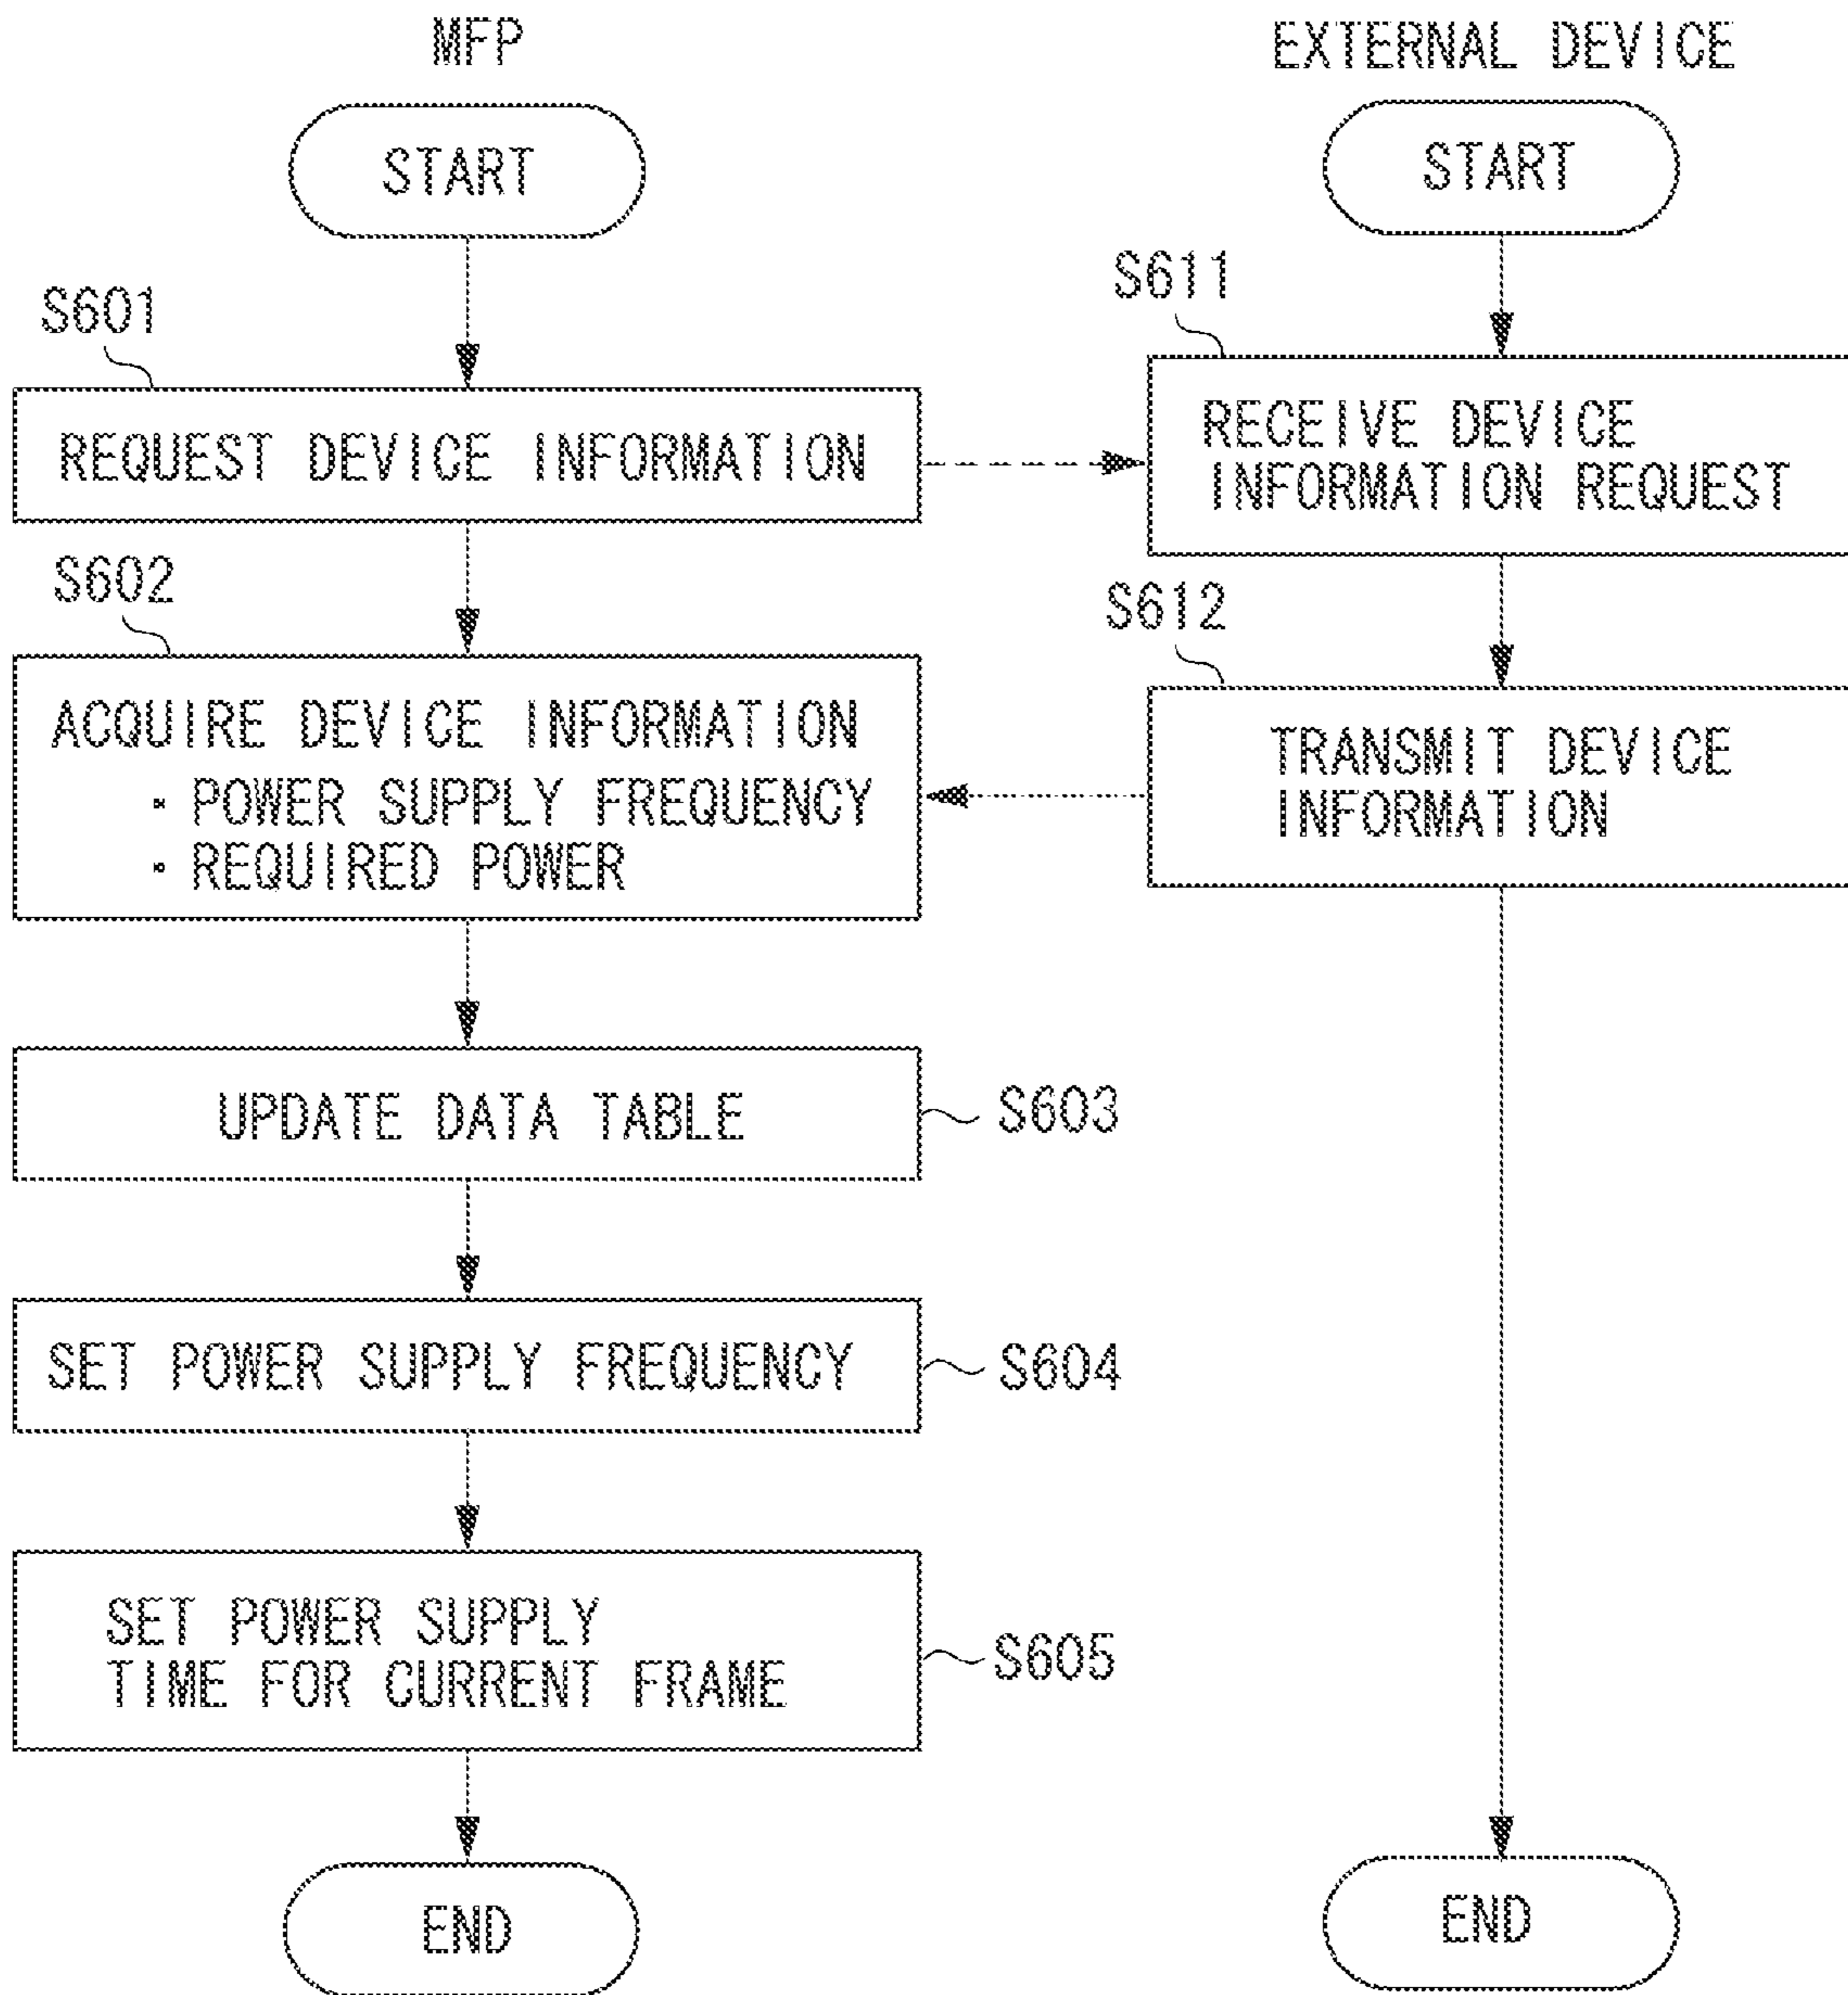 MFP
START
S601
REQUEST DEVICE INFORMATION
S602
ACQUIRE DEVICE INFORMATION
· POWER SUPPLY FREQUENCY
· REQUIRED POWER
UPDATE DATA TABLE
S603
SET POWER SUPPLY FREQUENCY
S604
SET POWER SUPPLY
TIME FOR CURRENT FRAME
S605
END
EXTERNAL DEVICE
START
S611
RECEIVE DEVICE
INFORMATION REQUEST
S612
TRANSMIT DEVICE
INFORMATION
END